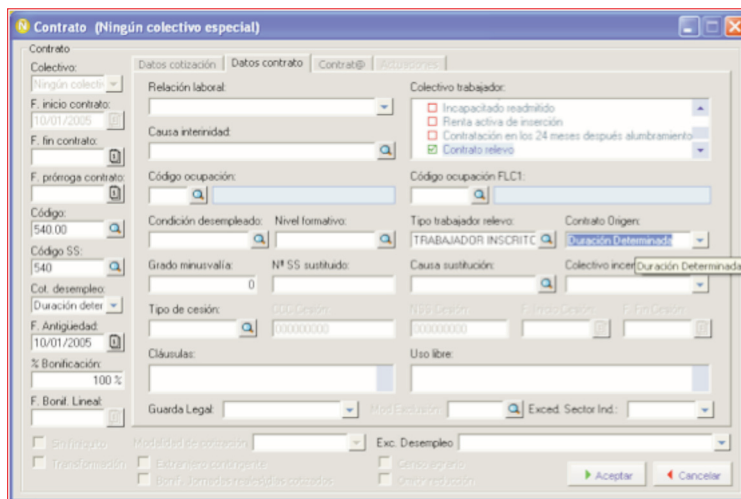 Contrato (Ningún colectivo especial)
Contrato
Colectivo:
Ningún colecti
F. inicio contrato:
10/01/2005
F. fin contrato:
F. prórroga contrato:
Código:
540.00
Código SS:
540
Cot. desempleo:
Duración deter
F. Antigüedad:
10/01/2005
% Bonificación:
100 %
F. Bonif. Lineal:
Datos cotización Datos contrato Contrat@ Actuaciones
Relación laboral: Colectivo trabajador:
Incapacitado readmitido
Renta activa de inserción
Contratación en los 24 meses después alumbramiento
Contrato relevo
Causa interinidad:
Código ocupación: Código ocupación FLC1:
Condición desempleado: Nivel formativo: Tipo trabajador relevo: Contrato Origen:
TRABAJADOR INSCRITO Duración Determinada
Grado minusvalía: Nº SS sustituido: Causa sustitución: Colectivo incen
0 Duración Determinada
Tipo de cesión: CCC Cesión: NSS Cesión: F. Inicio Cesión: F. Fin Cesión:
000000000 000000000
Cláusulas: Uso libre:
Guarda Legal: Mod Exclusión: Exced. Sector Ind.:
Sin finiquito Modalidad de cotización Exc. Desempleo
Transformación Extranjero contingente
Aceptar Cancelar